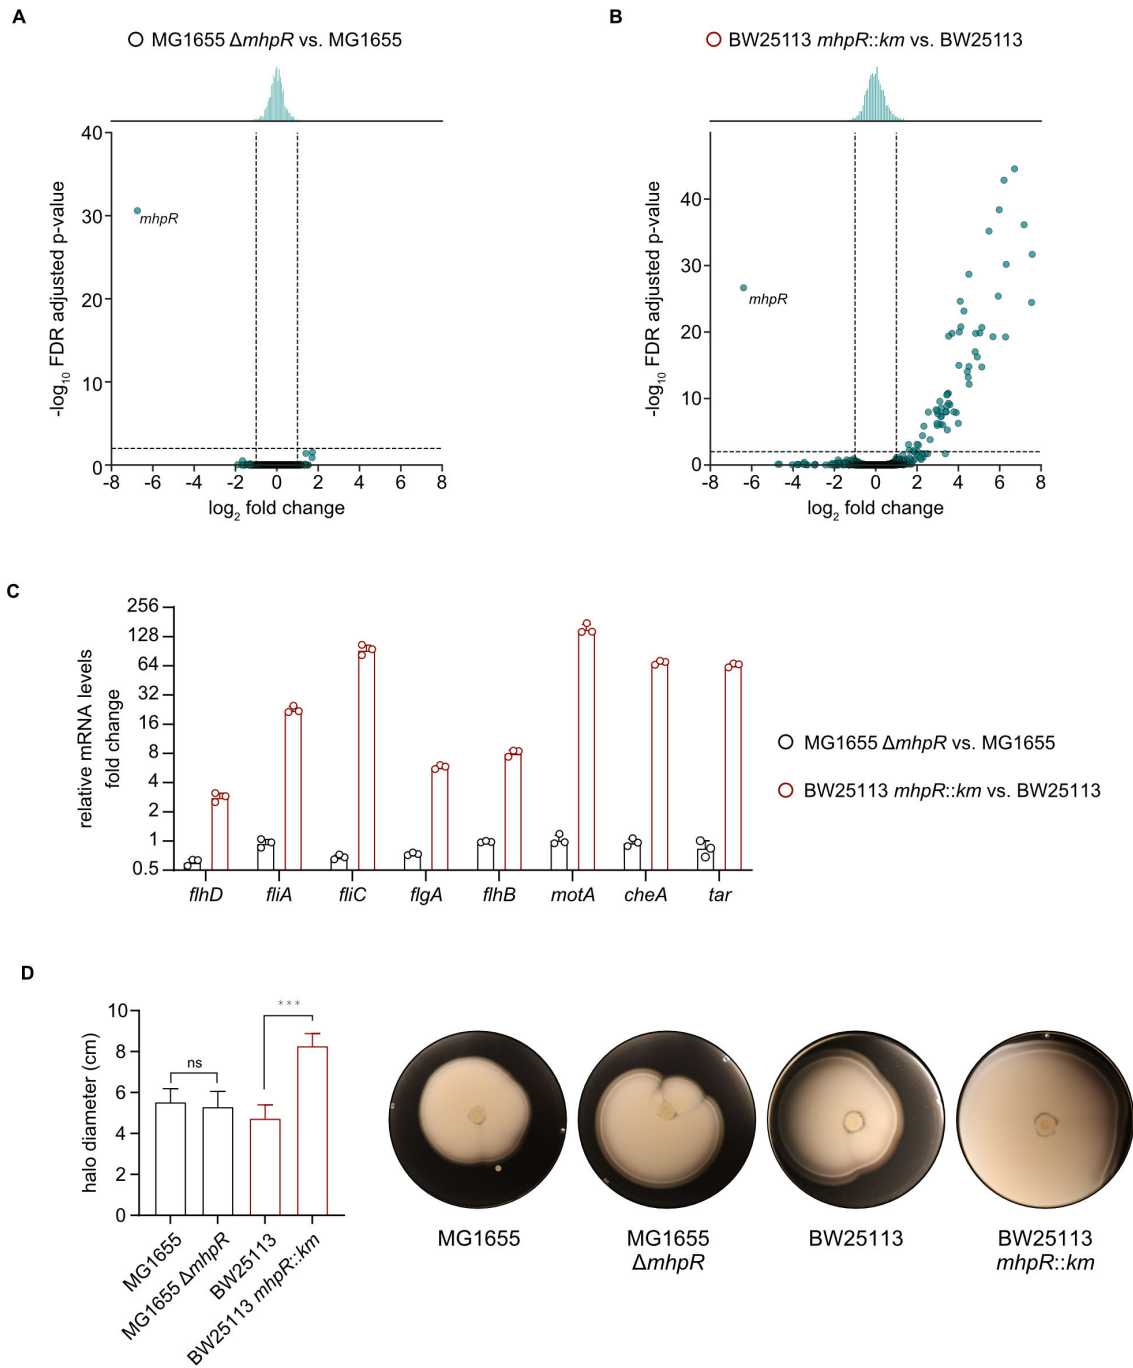 A
MG1655 ΔmhpR vs. MG1655
40
30
20
10
0
-log10 FDR adjusted p-value
mhpR
-8 -6 -4 -2 0 2 4 6 8
log2 fold change
B
BW25113 mhpR::km vs. BW25113
40
30
20
10
0
-log10 FDR adjusted p-value
mhpR
-8 -6 -4 -2 0 2 4 6 8
log2 fold change
C
256
128
64
32
16
8
4
2
1
0.5
relative mRNA levels
fold change
flhD fliA fliC flgA flhB motA cheA tar
MG1655 ΔmhpR vs. MG1655
BW25113 mhpR::km vs. BW25113
D
10
8
6
4
2
0
halo diameter (cm)
ns
***
MG1655
MG1655 ΔmhpR
BW25113
BW25113 mhpR::km
MG1655
MG1655
ΔmhpR
BW25113
BW25113
mhpR::km